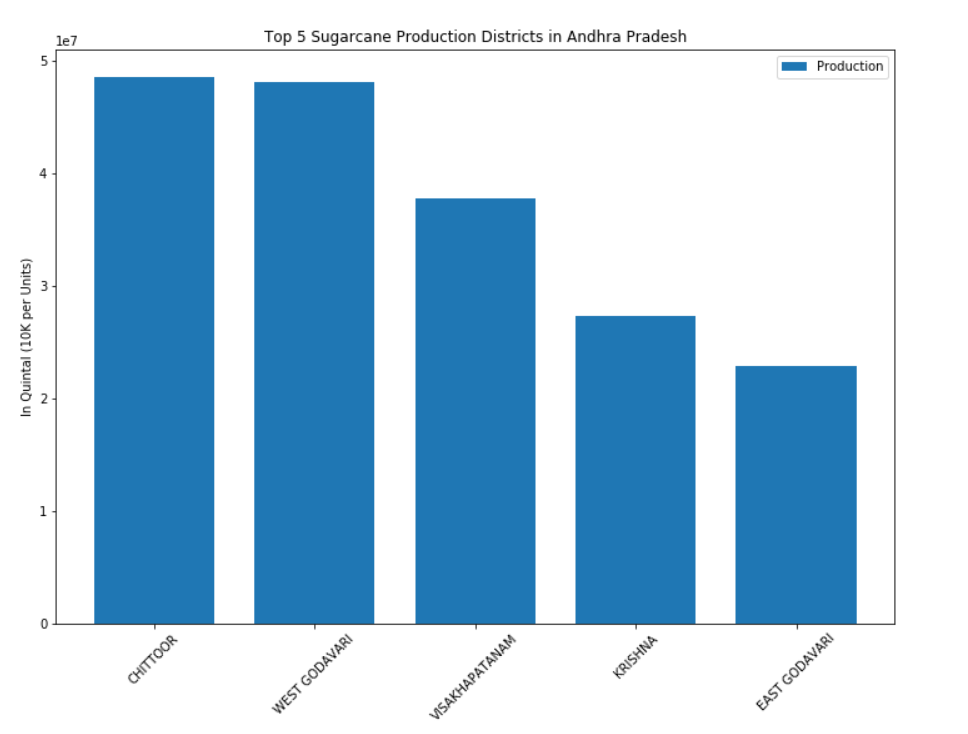 Top 5 Sugarcane Production Districts in Andhra Pradesh
1e7
5
4
3
2
1
0
In Quintal (10K per Units)
Production
CHITTOOR
WEST GODAVARI
VISAKHAPATANAM
KRISHNA
EAST GODAVARI